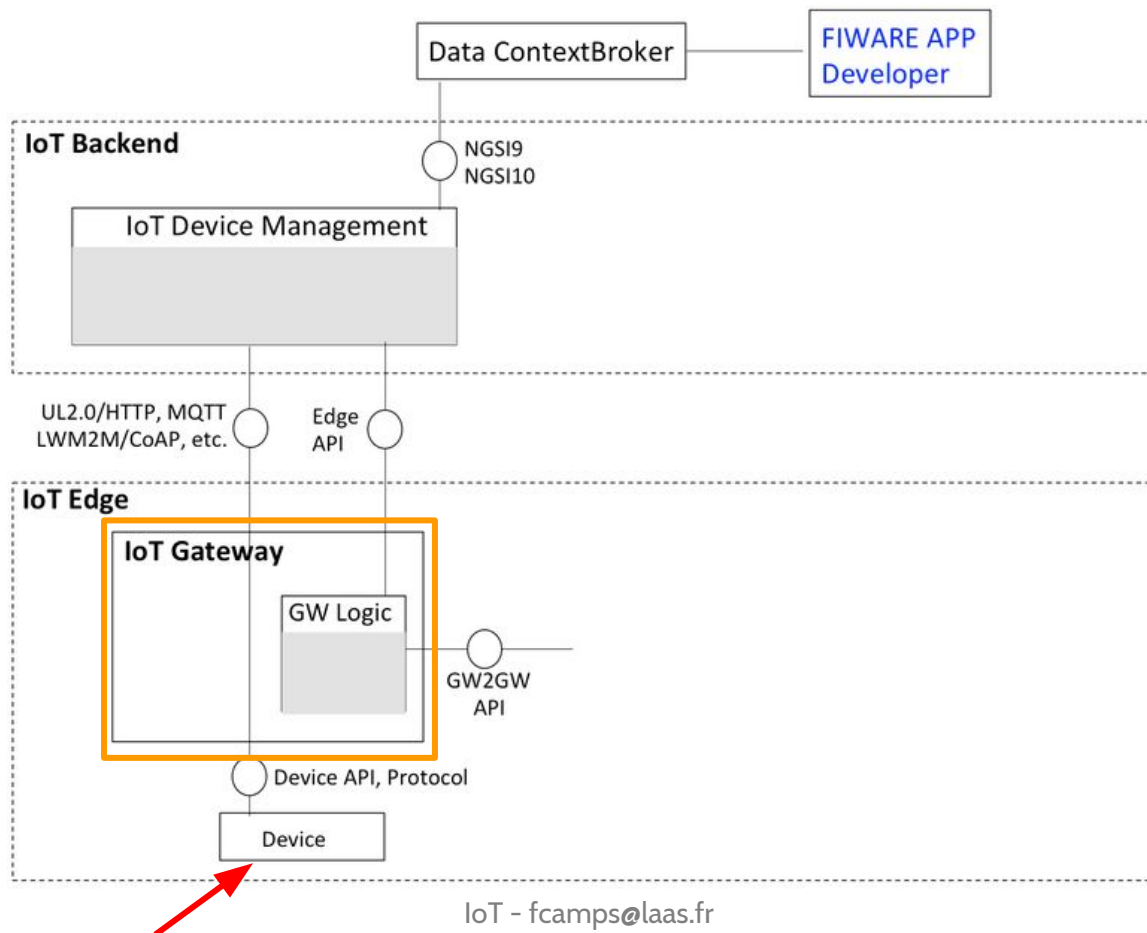 Data ContextBroker
FIWARE APP
Developer
IoT Backend
NGSI9
NGSI10
IoT Device Management
UL2.0/HTTP, MQTT
LWM2M/CoAP, etc.
Edge
API
IoT Edge
IoT Gateway
GW Logic
GW2GW
API
Device API, Protocol
Device
IoT - fcamps@laas.fr